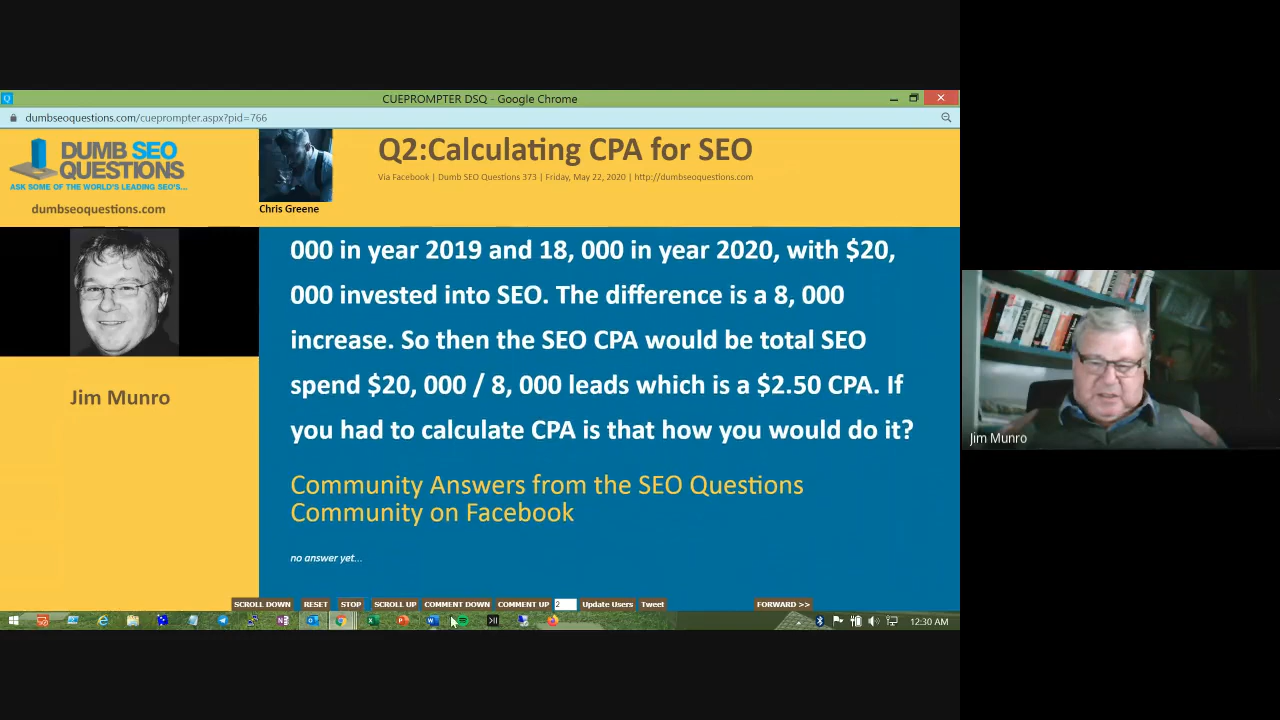 CUEPROMPTER DSQ - Google Chrome
dumbseoquestions.com/cueprompter.aspx?pid=766
DUMB SEO
QUESTIONS
ASK SOME OF THE WORLD'S LEADING SEO'S...
dumbseoquestions.com
Chris Greene
Q2:Calculating CPA for SEO
Via Facebook | Dumb SEO Questions 373 | Friday, May 22, 2020 | http://dumbseoquestions.com
Jim Munro
000 in year 2019 and 18, 000 in year 2020, with $20,
000 invested into SEO. The difference is a 8, 000
increase. So then the SEO CPA would be total SEO
spend $20, 000 / 8, 000 leads which is a $2.50 CPA. If
you had to calculate CPA is that how you would do it?
Community Answers from the SEO Questions
Community on Facebook
no answer yet...
SCROLL DOWN RESET STOP SCROLL UP COMMENT DOWN COMMENT UP 2 Update Users Tweet FORWARD >>
12:30 AM
Jim Munro